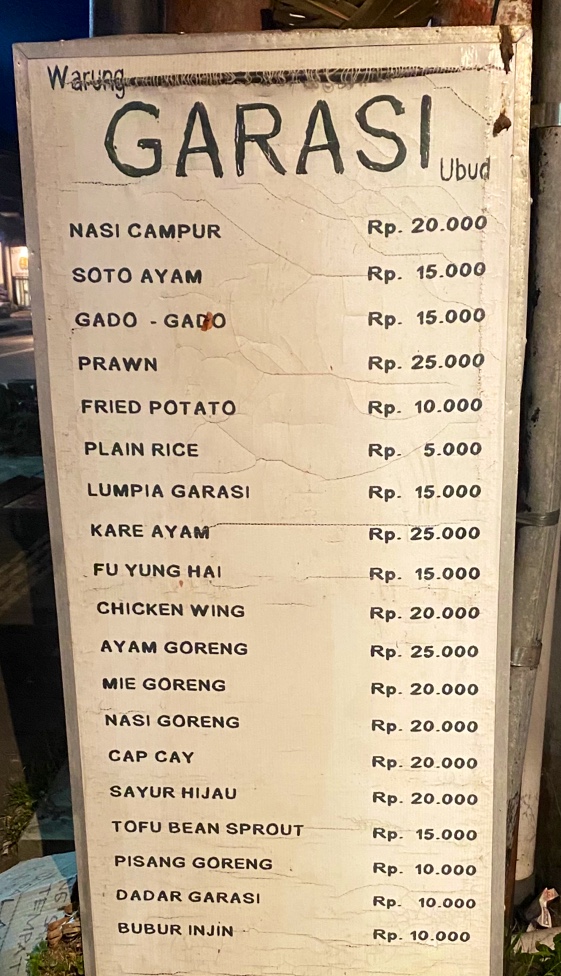 Warung
GARASI
Ubud
NASI CAMPUR Rp. 20.000
SOTO AYAM Rp. 15.000
GADO - GADO Rp. 15.000
PRAWN Rp. 25.000
FRIED POTATO Rp. 10.000
PLAIN RICE Rp. 5.000
LUMPIA GARASI Rp. 15.000
KARE AYAM Rp. 25.000
FU YUNG HAI Rp. 15.000
CHICKEN WING Rp. 20.000
AYAM GORENG Rp. 25.000
MIE GORENG Rp. 20.000
NASI GORENG Rp. 20.000
CAP CAY Rp. 20.000
SAYUR HIJAU Rp. 20.000
TOFU BEAN SPROUT Rp. 15.000
PISANG GORENG Rp. 10.000
DADAR GARASI Rp. 10.000
BUBUR INJIN Rp. 10.000